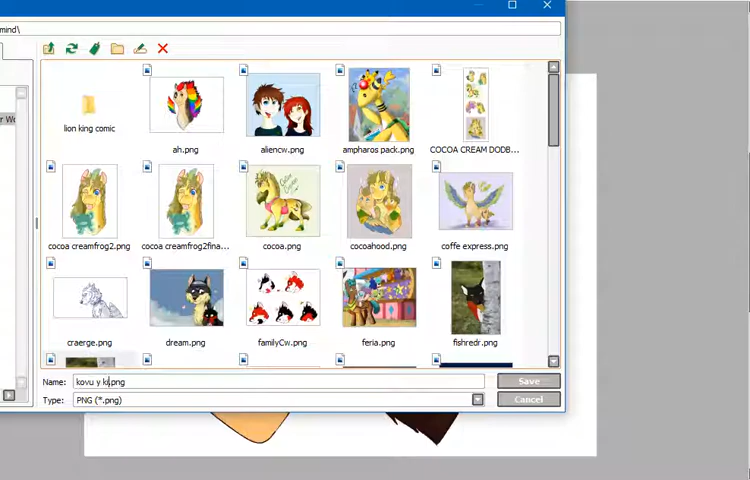 mind\
lion king comic
ah.png
aliencw.png
ampharos pack.png
COCOA CREAM DODB...
cocoa creamfrog2.png
cocoa creamfrog2fina...
cocoa.png
cocoahood.png
coffe express.png
craerge.png
dream.png
familyCw.png
feria.png
fishredr.png
Name: kovu y ki.png
Save
Type: PNG (*.png)
Cancel